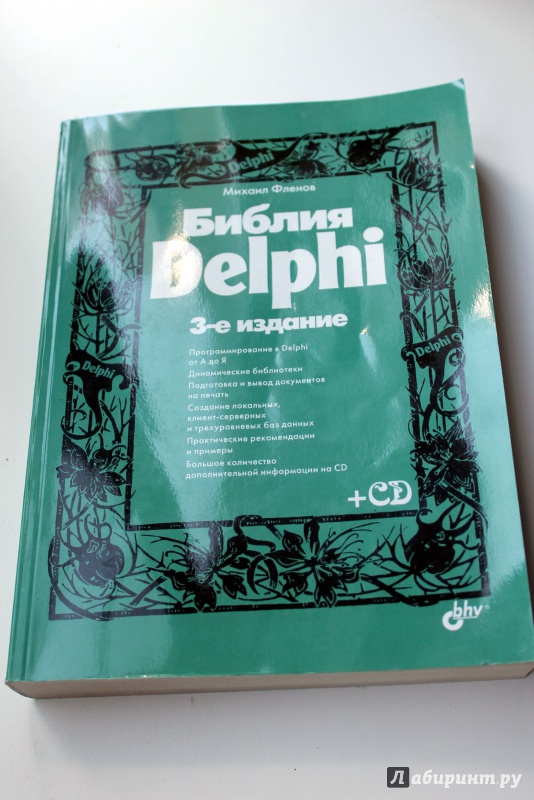 Delphi
Михаил Фленов
Библия
Delphi
3-е издание
Программирование в Delphi
от А до Я
Динамические библиотеки
Подготовка и вывод документов
на печать
Создание локальных,
клиент-серверных
и трехуровневых баз данных
Практические рекомендации
и примеры
Большое количество
дополнительной информации на CD
Delphi
Delphi
+CD
bhv®
Лабиринт.ру